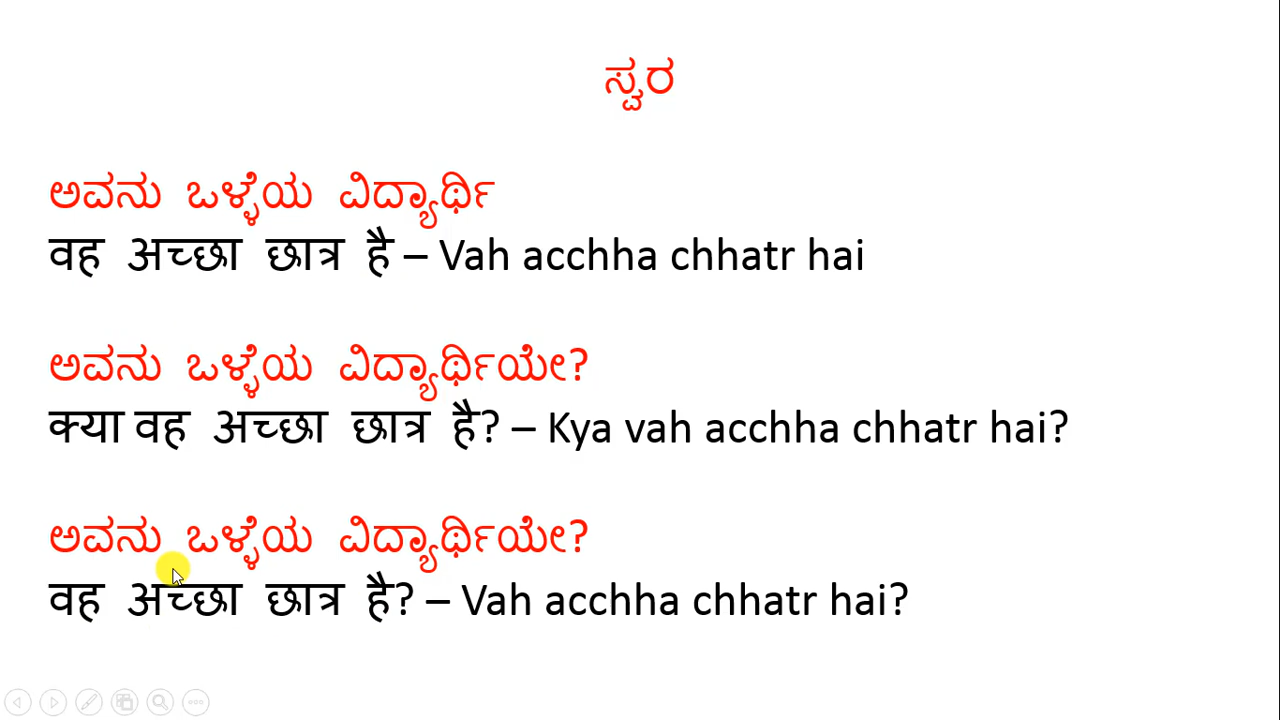 ಸ್ವರ
ಅವನು ಒಳ್ಳೆಯ ವಿದ್ಯಾರ್ಥಿ
वह अच्छा छात्र है – Vah acchha chhatr hai
ಅವನು ಒಳ್ಳೆಯ ವಿದ್ಯಾರ್ಥಿಯೇ?
क्या वह अच्छा छात्र है? – Kya vah acchha chhatr hai?
ಅವನು ಒಳ್ಳೆಯ ವಿದ್ಯಾರ್ಥಿಯೇ?
वह अच्छा छात्र है? – Vah acchha chhatr hai?